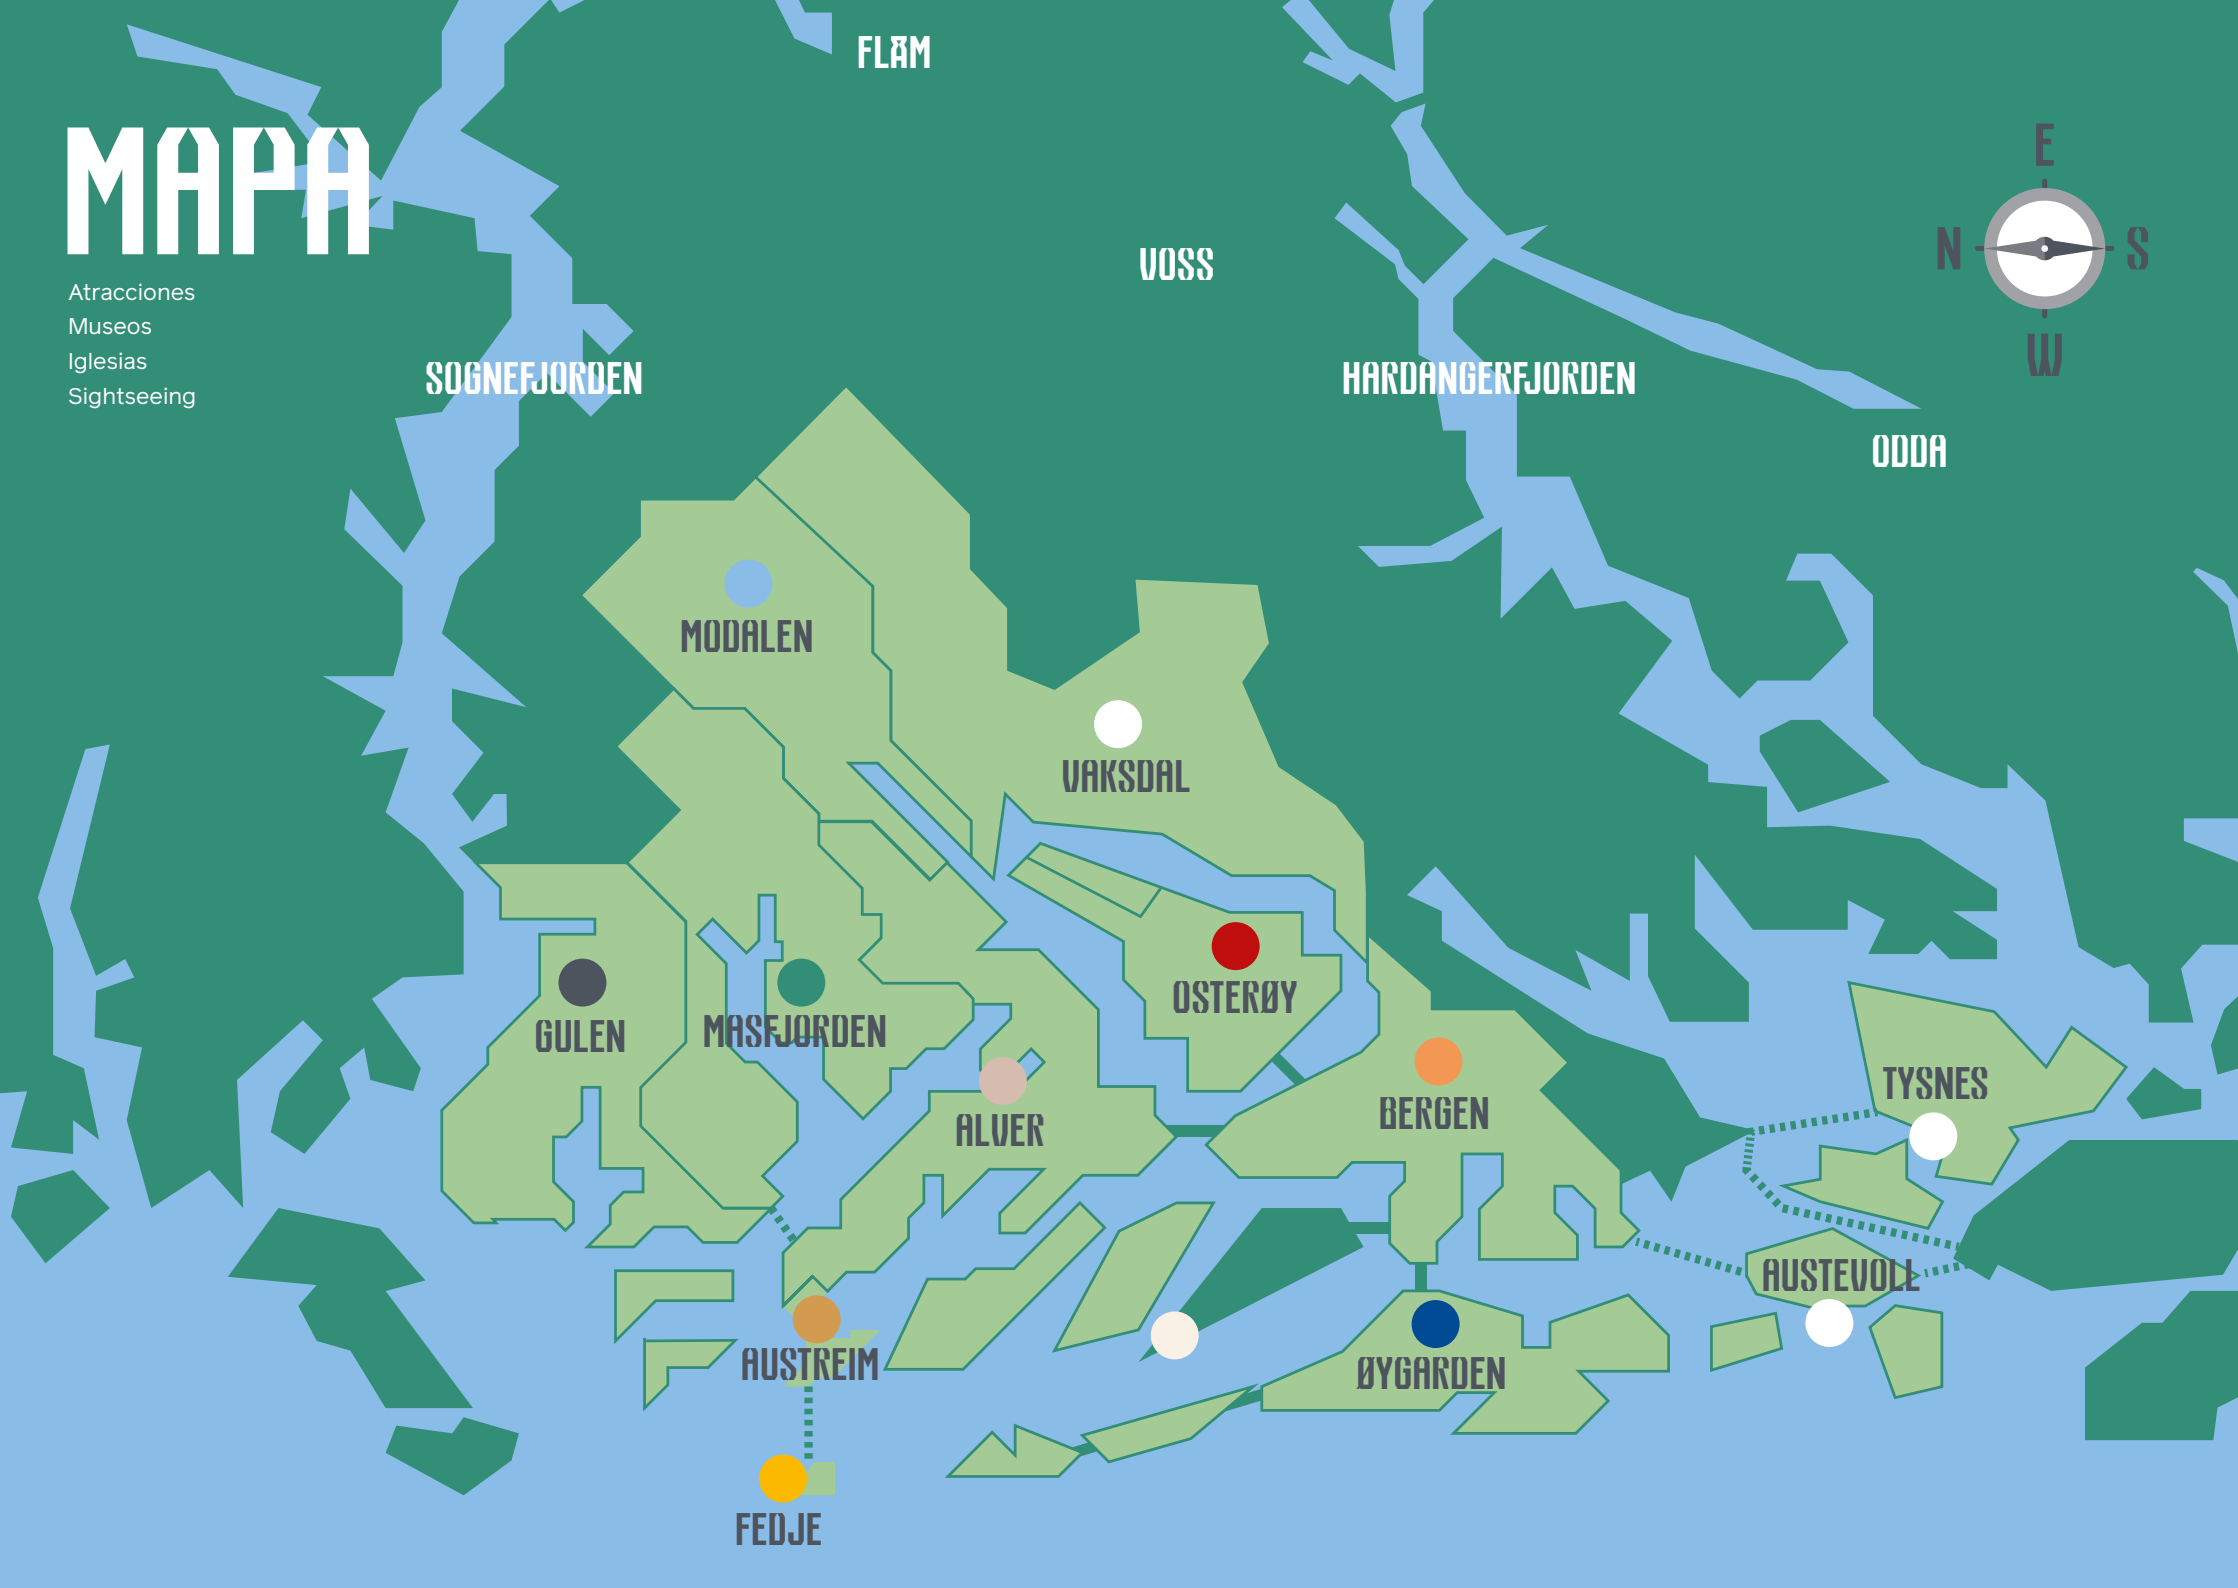 MAPA
Atracciones
Museos
Iglesias
Sightseeing
FLÅM
E
N
S
W
VOSS
SOGNEFJORDEN
HARDANGERFJORDEN
ODDA
MODALEN
VAKSDAL
OSTERØY
GULEN
MASFJORDEN
TYSNES
BERGEN
ALVER
AUSTEVOLL
AUSTREIM
ØYGARDEN
FEDJE